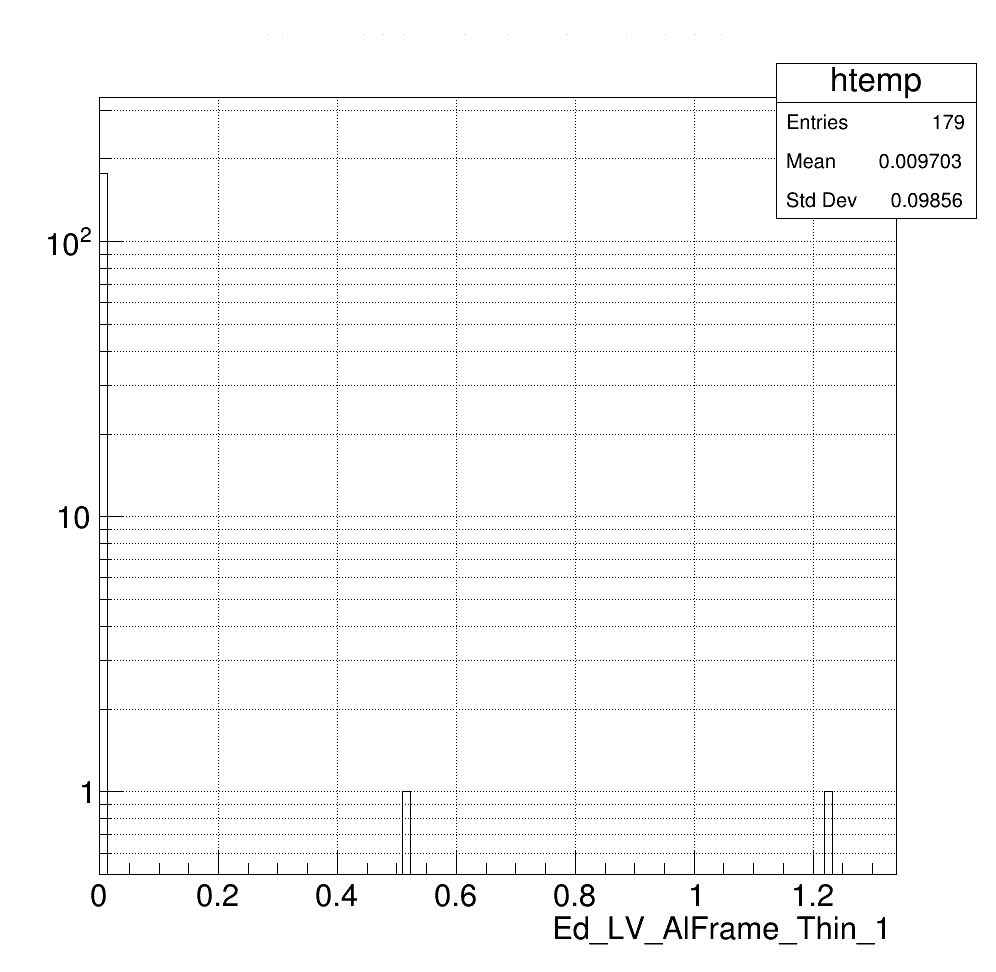 htemp
Entries 179
Mean 0.009703
Std Dev 0.09856
10²
10
1
0 0.2 0.4 0.6 0.8 1 1.2
Ed_LV_AlFrame_Thin_1